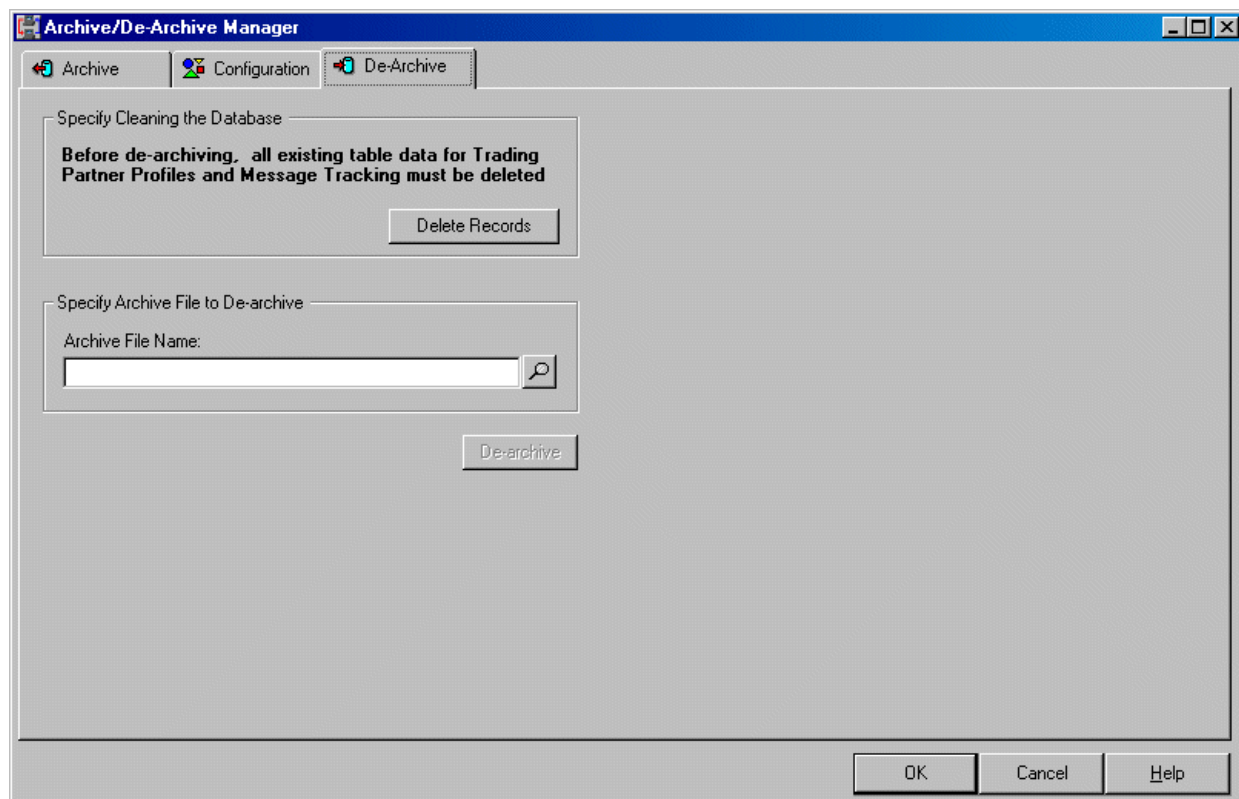 Archive/De-Archive Manager
Archive
Configuration
De-Archive
Specify Cleaning the Database
Before de-archiving, all existing table data for Trading
Partner Profiles and Message Tracking must be deleted
Delete Records
Specify Archive File to De-archive
Archive File Name:
De-archive
OK
Cancel
Help